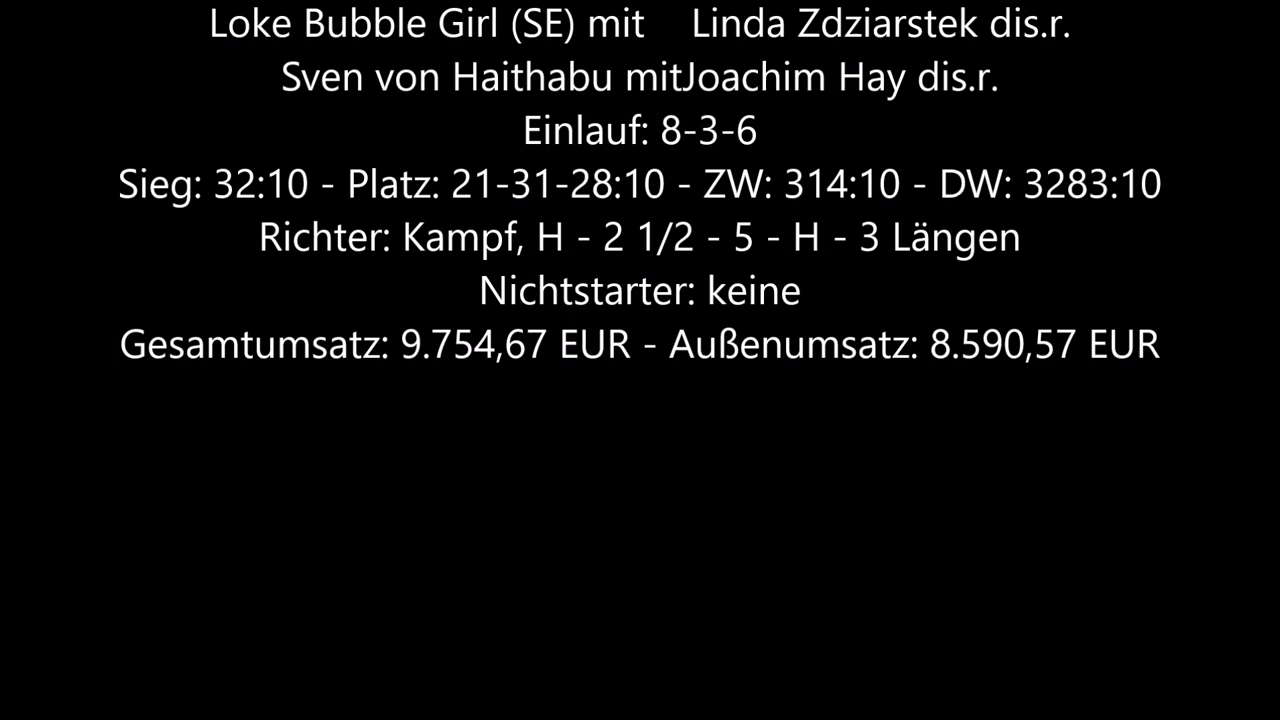 Loke Bubble Girl (SE) mit Linda Zdziarstek dis.r.
Sven von Haithabu mitJoachim Hay dis.r.
Einlauf: 8-3-6
Sieg: 32:10 - Platz: 21-31-28:10 - ZW: 314:10 - DW: 3283:10
Richter: Kampf, H - 2 1/2 - 5 - H - 3 Längen
Nichtstarter: keine
Gesamtumsatz: 9.754,67 EUR - Außenumsatz: 8.590,57 EUR